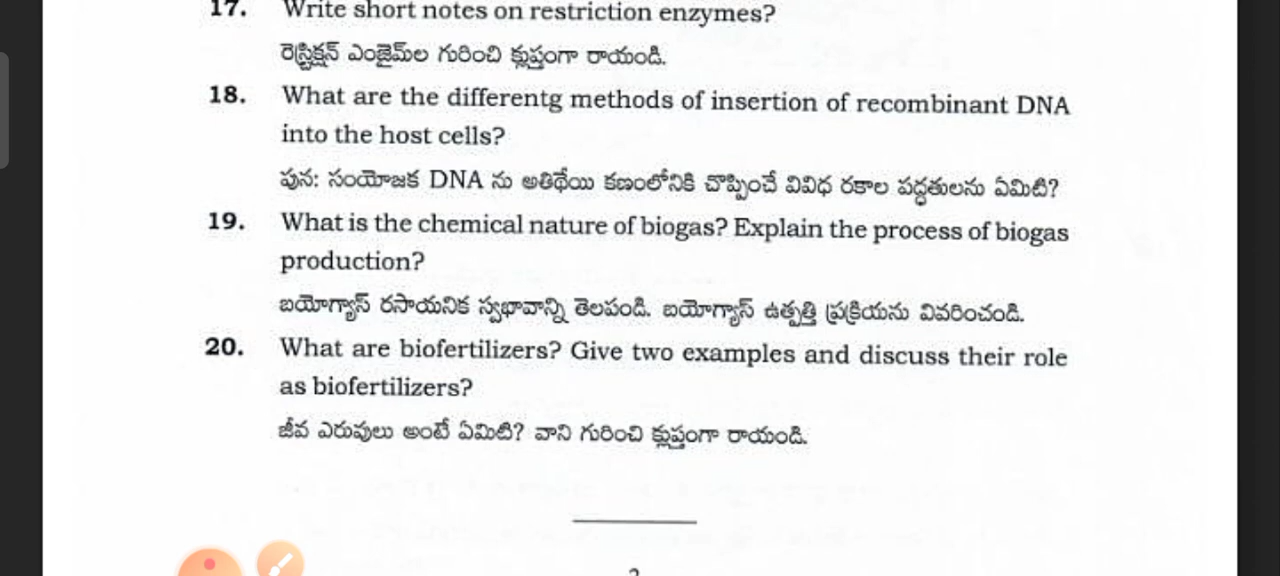 17. Write short notes on restriction enzymes?
రెస్ట్రిక్షన్ ఎంజైమ్‌ల గురించి క్లుప్తంగా రాయండి.
18. What are the differentg methods of insertion of recombinant DNA
into the host cells?
పున: సంయోజక DNA ను అతిథేయి కణంలోనికి చొప్పించే వివిధ రకాల పద్ధతులను ఏమిటి?
19. What is the chemical nature of biogas? Explain the process of biogas
production?
బయోగ్యాస్ రసాయనిక స్వభావాన్ని తెలపండి. బయోగ్యాస్ ఉత్పత్తి ప్రక్రియను వివరించండి.
20. What are biofertilizers? Give two examples and discuss their role
as biofertilizers?
జీవ ఎరువులు అంటే ఏమిటి? వాని గురించి క్లుప్తంగా రాయండి.